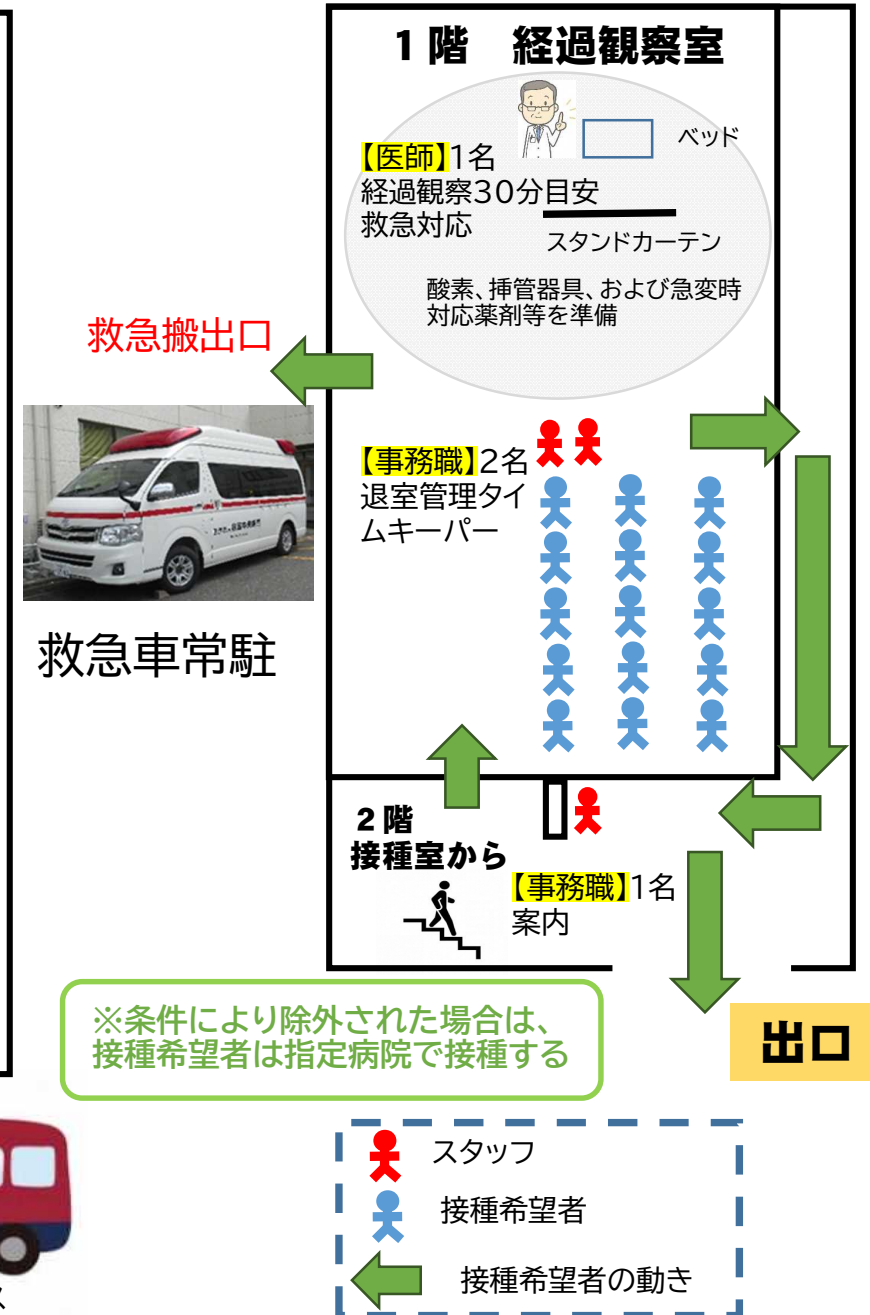 1階 経過観察室
【医師】1名
経過観察30分目安
救急対応
ベッド
スタンドカーテン
酸素、挿管器具、および急変時
対応薬剤等を準備
救急搬出口
【事務職】2名
退室管理タイ
ムキーパー
救急車常駐
2階
接種室から
【事務職】1名
案内
※条件により除外された場合は、
接種希望者は指定病院で接種する
出口
スタッフ
接種希望者
接種希望者の動き